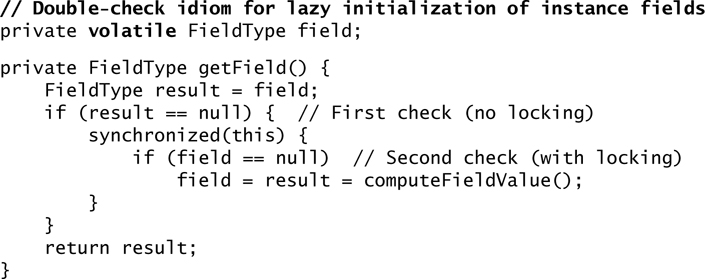 // Double-check idiom for lazy initialization of instance fields
private volatile FieldType field;
private FieldType getField() {
    FieldType result = field;
    if (result == null) {  // First check (no locking)
        synchronized(this) {
            if (field == null)  // Second check (with locking)
                field = result = computeFieldValue();
        }
    }
    return result;
}